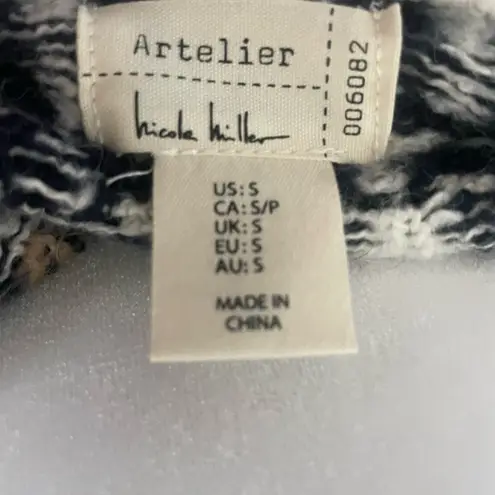 Artelier
nicole miller
006082
US: S
CA: S/P
UK: S
EU: S
AU: S
MADE IN
CHINA